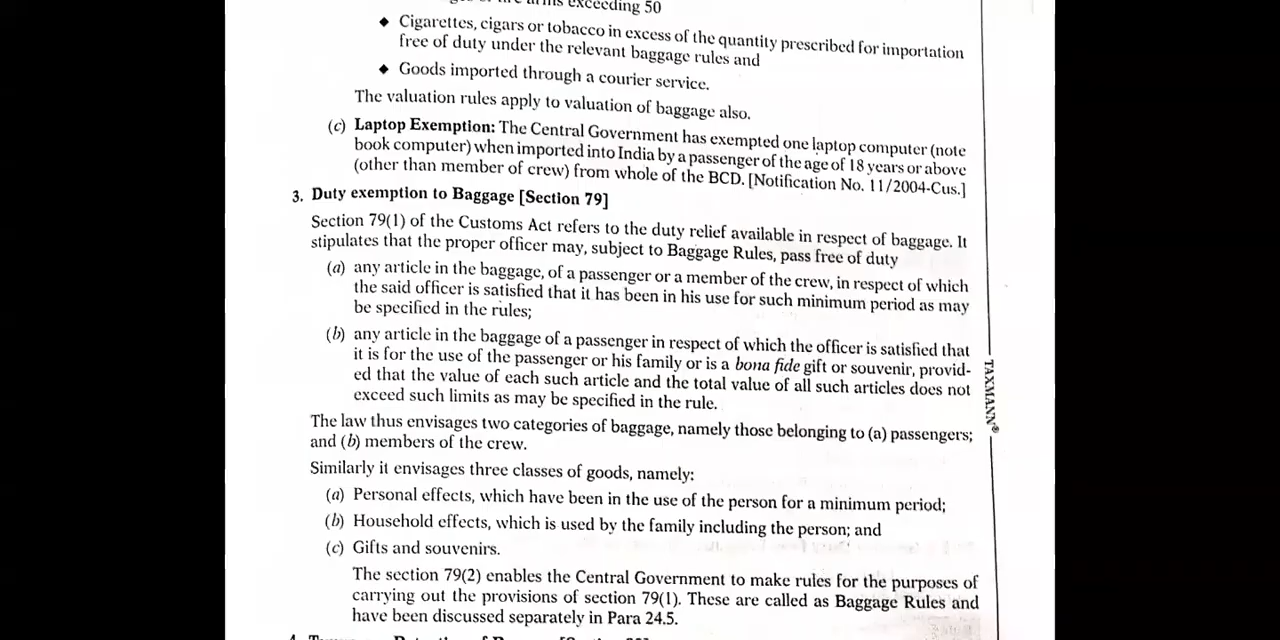 exceeding 50
◆ Cigarettes, cigars or tobacco in excess of the quantity prescribed for importation
free of duty under the relevant baggage rules and
◆ Goods imported through a courier service.
The valuation rules apply to valuation of baggage also.
(c) Laptop Exemption: The Central Government has exempted one laptop computer (note
book computer) when imported into India by a passenger of the age of 18 years or above
(other than member of crew) from whole of the BCD. [Notification No. 11/2004-Cus.]
3. Duty exemption to Baggage [Section 79]
Section 79(1) of the Customs Act refers to the duty relief available in respect of baggage. It
stipulates that the proper officer may, subject to Baggage Rules, pass free of duty
(a) any article in the baggage, of a passenger or a member of the crew, in respect of which
the said officer is satisfied that it has been in his use for such minimum period as may
be specified in the rules;
(b) any article in the baggage of a passenger in respect of which the officer is satisfied that
it is for the use of the passenger or his family or is a bona fide gift or souvenir, provid-
ed that the value of each such article and the total value of all such articles does not
exceed such limits as may be specified in the rule.
The law thus envisages two categories of baggage, namely those belonging to (a) passengers;
and (b) members of the crew.
Similarly it envisages three classes of goods, namely:
(a) Personal effects, which have been in the use of the person for a minimum period;
(b) Household effects, which is used by the family including the person; and
(c) Gifts and souvenirs.
The section 79(2) enables the Central Government to make rules for the purposes of
carrying out the provisions of section 79(1). These are called as Baggage Rules and
have been discussed separately in Para 24.5.
TAXMANN®